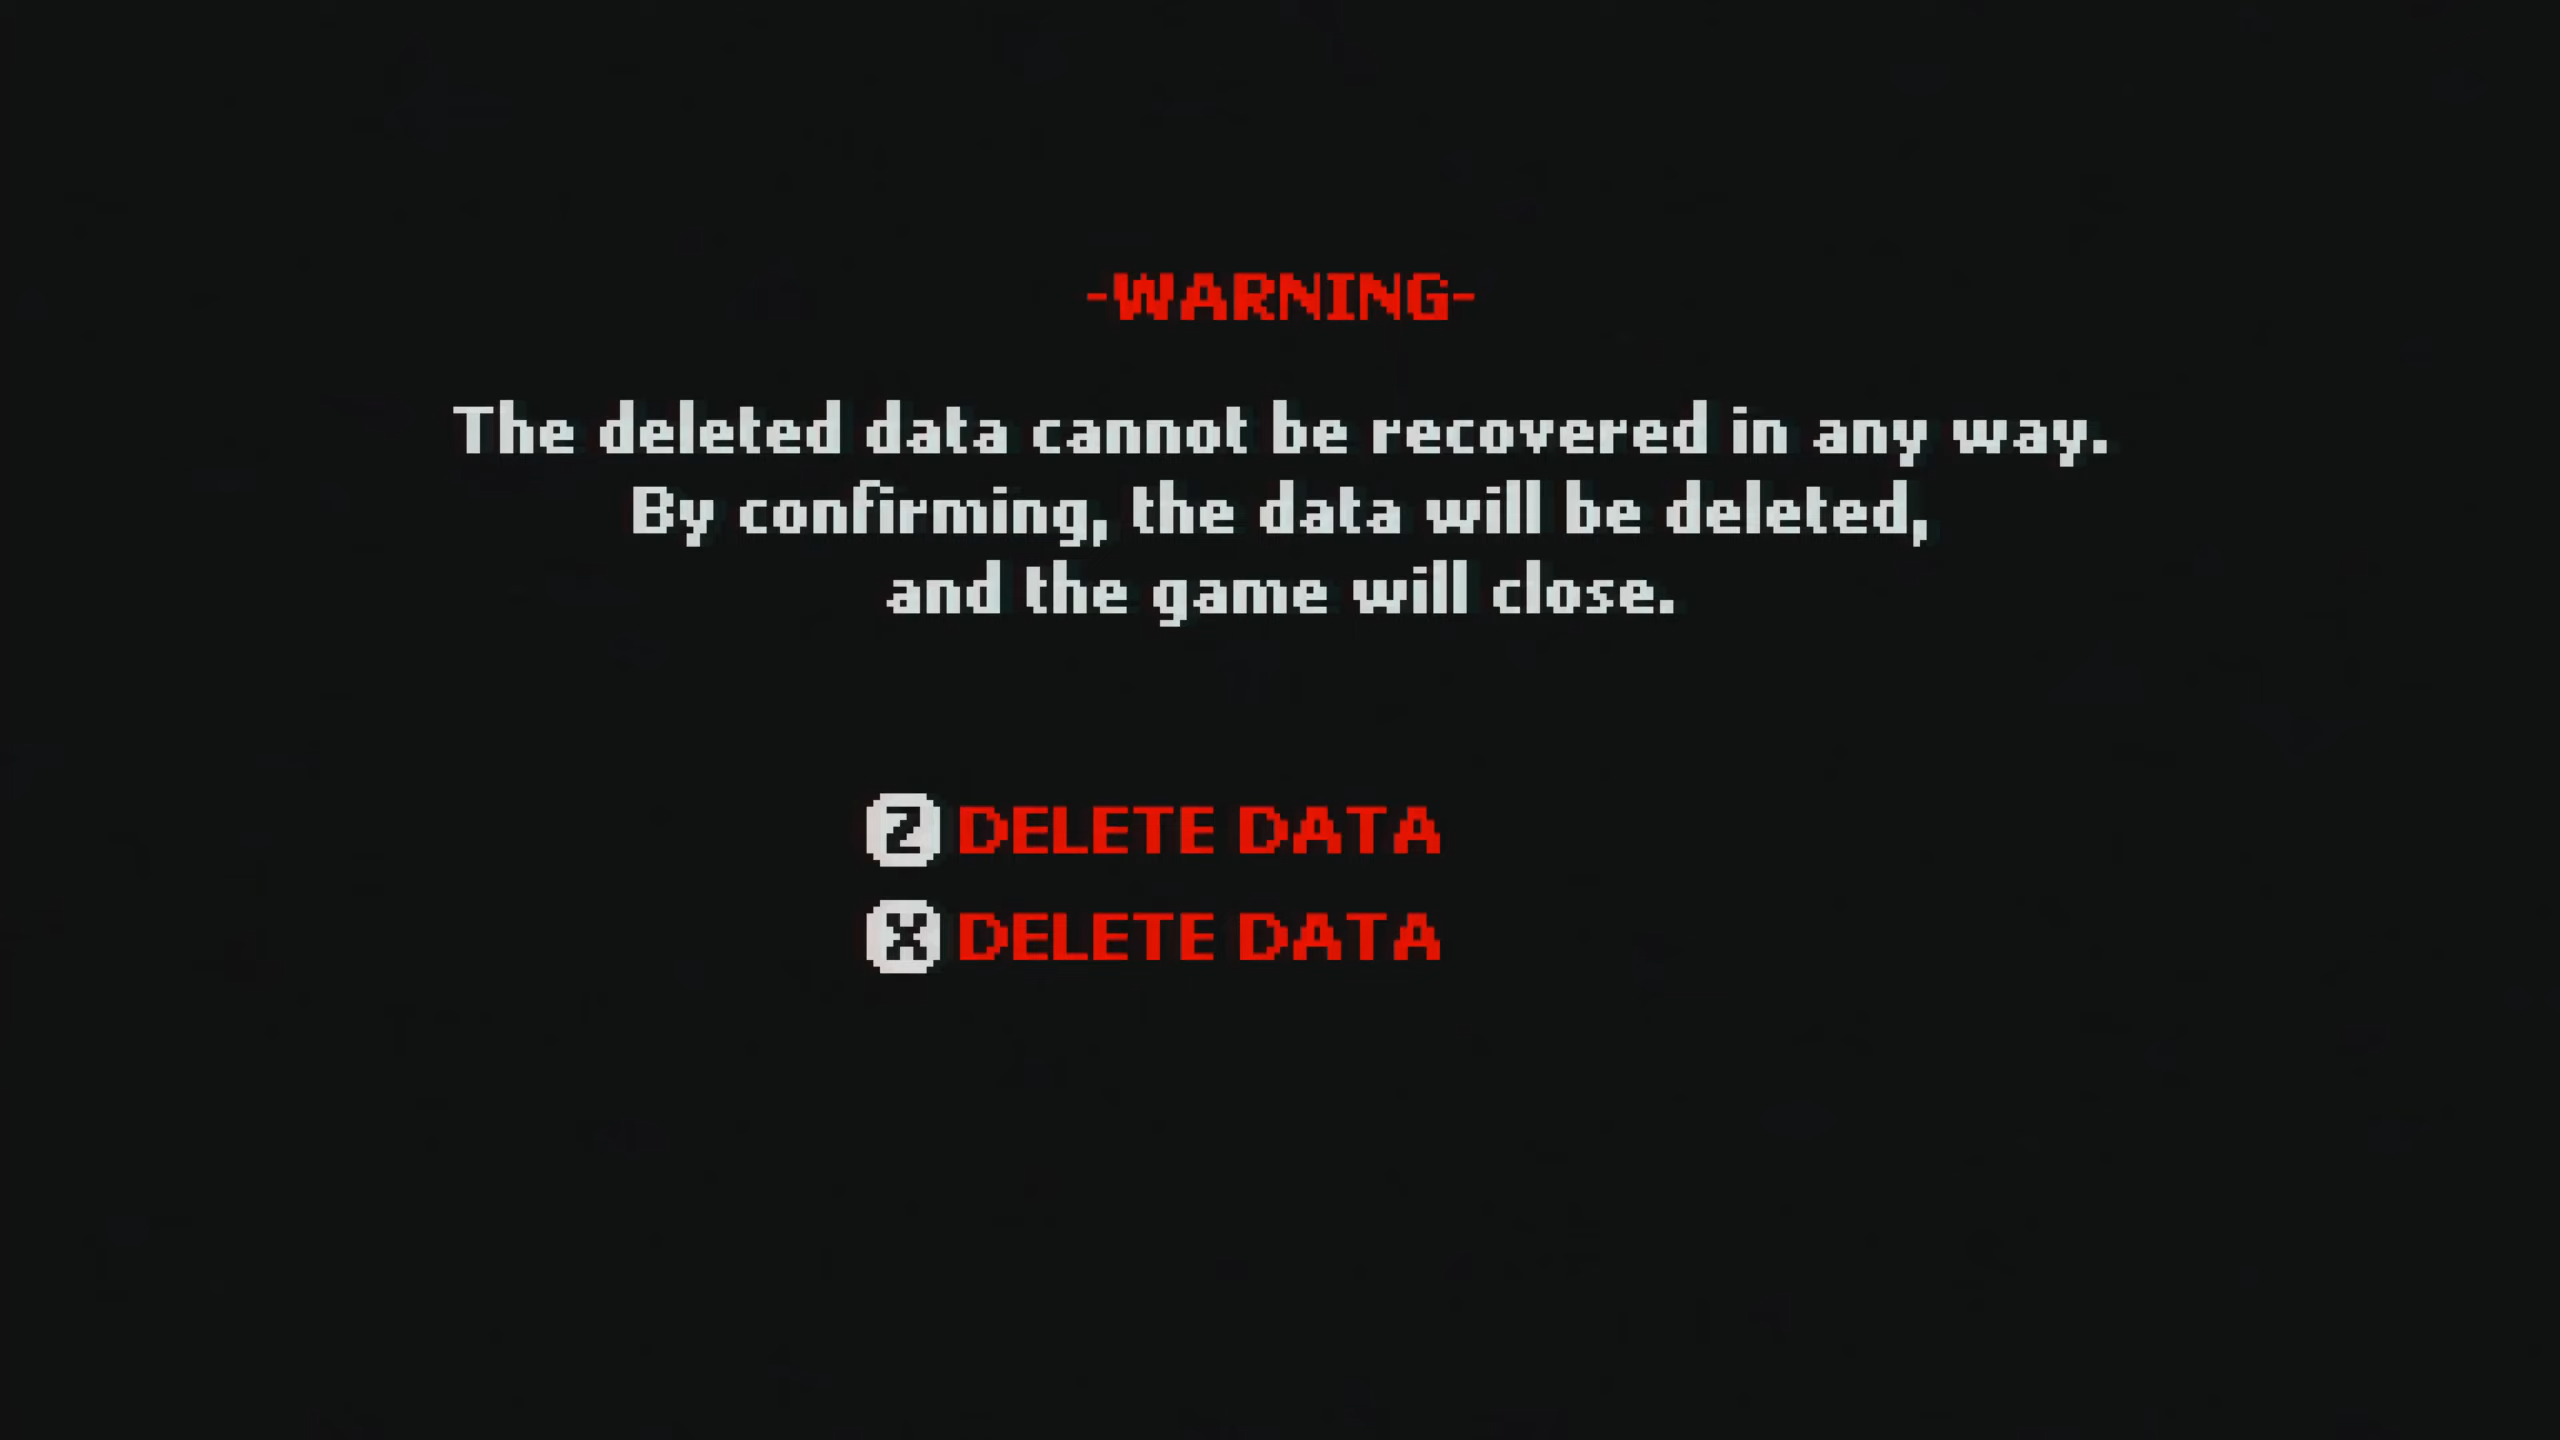 -WARNING-
The deleted data cannot be recovered in any way.
By confirming, the data will be deleted,
and the game will close.
Z DELETE DATA
X DELETE DATA